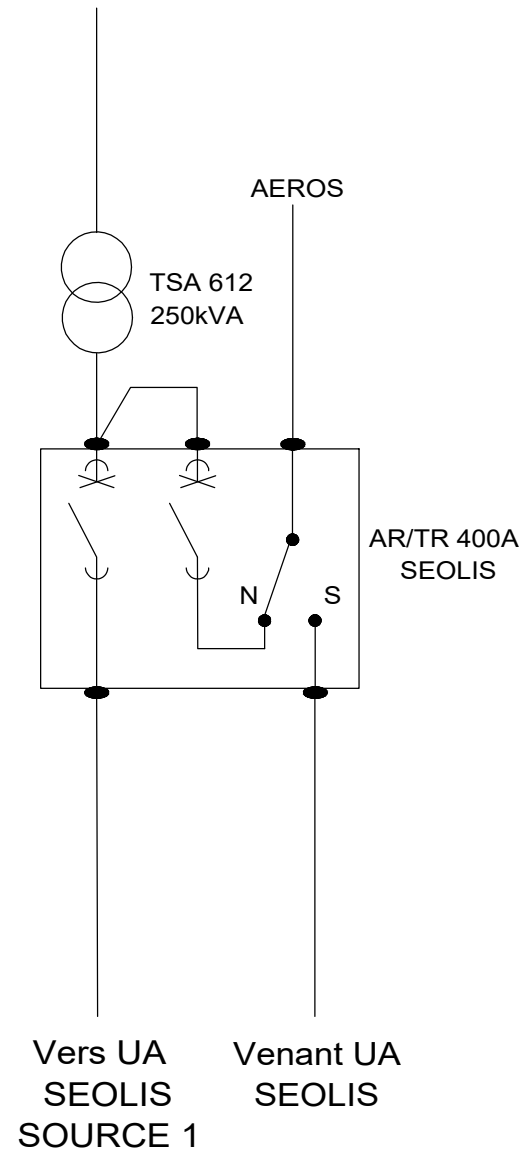 AEROS
TSA 612
250kVA
AR/TR 400A
SEOLIS
N
S
Vers UA
SEOLIS
SOURCE 1
Venant UA
SEOLIS